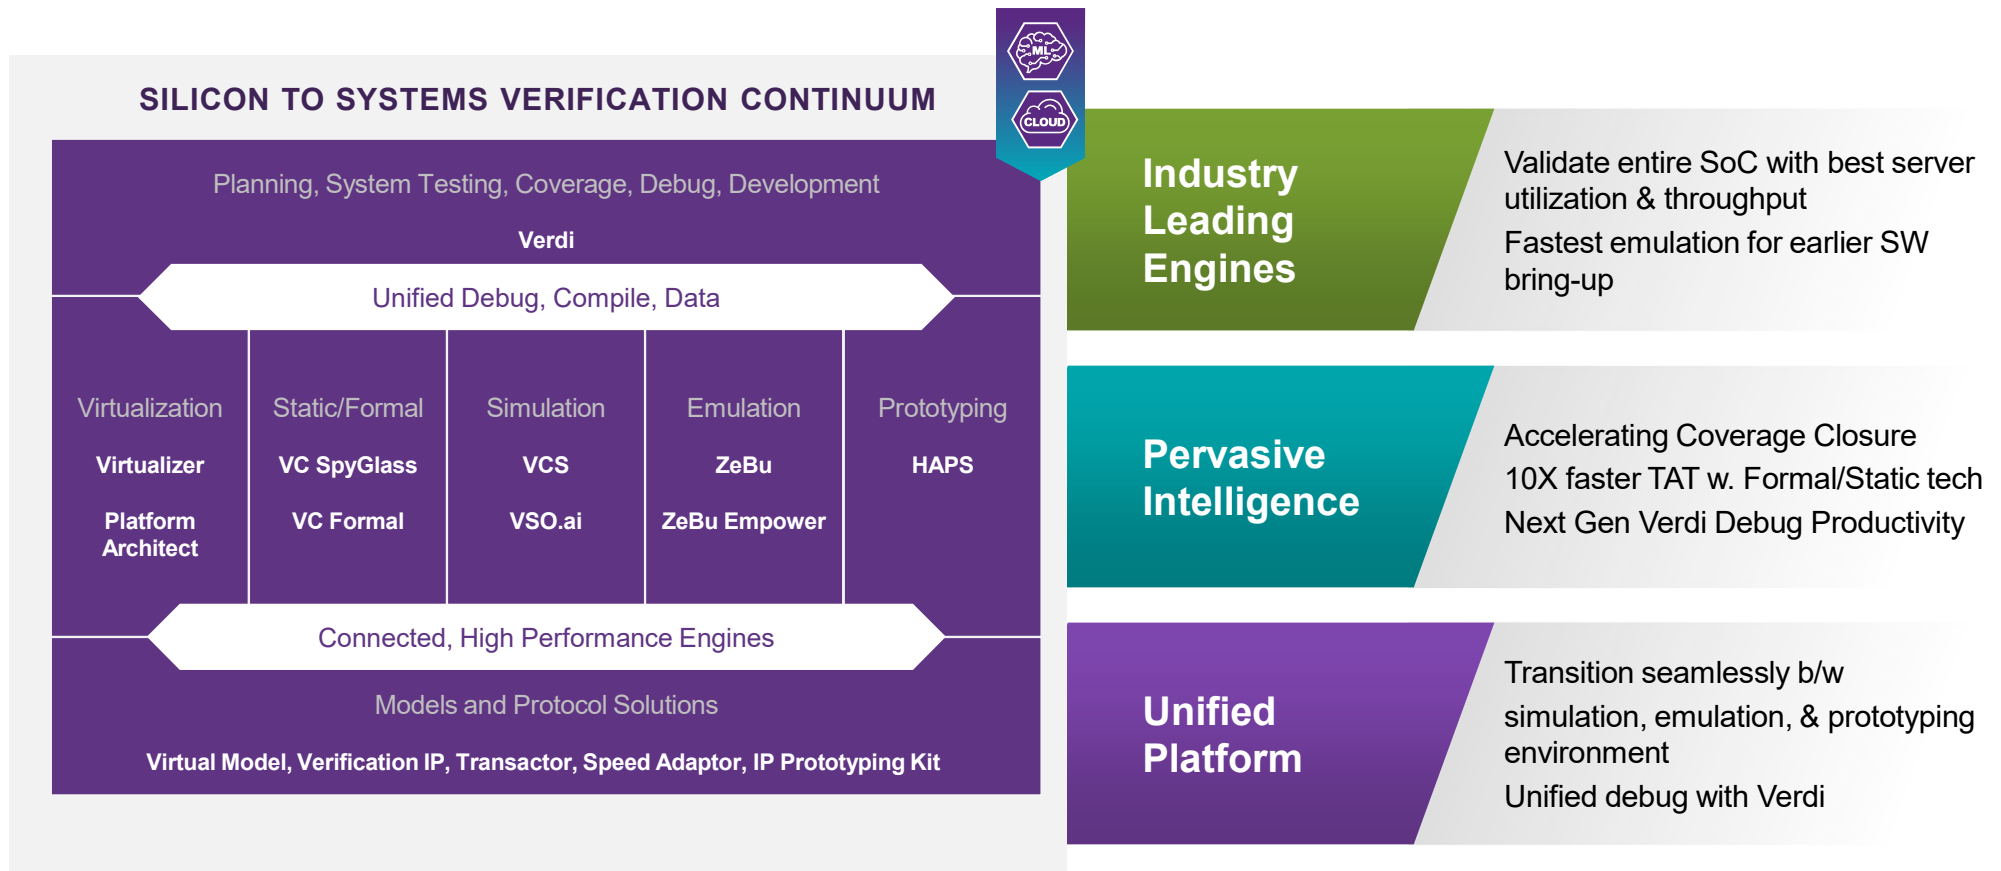 ML
CLOUD
SILICON TO SYSTEMS VERIFICATION CONTINUUM
Planning, System Testing, Coverage, Debug, Development
Verdi
Unified Debug, Compile, Data
Virtualization
Virtualizer
Platform
Architect
Static/Formal
VC SpyGlass
VC Formal
Simulation
VCS
VSO.ai
Emulation
ZeBu
ZeBu Empower
Prototyping
HAPS
Connected, High Performance Engines
Models and Protocol Solutions
Virtual Model, Verification IP, Transactor, Speed Adaptor, IP Prototyping Kit
Industry
Leading
Engines
Validate entire SoC with best server
utilization & throughput
Fastest emulation for earlier SW
bring-up
Pervasive
Intelligence
Accelerating Coverage Closure
10X faster TAT w. Formal/Static tech
Next Gen Verdi Debug Productivity
Unified
Platform
Transition seamlessly b/w
simulation, emulation, & prototyping
environment
Unified debug with Verdi